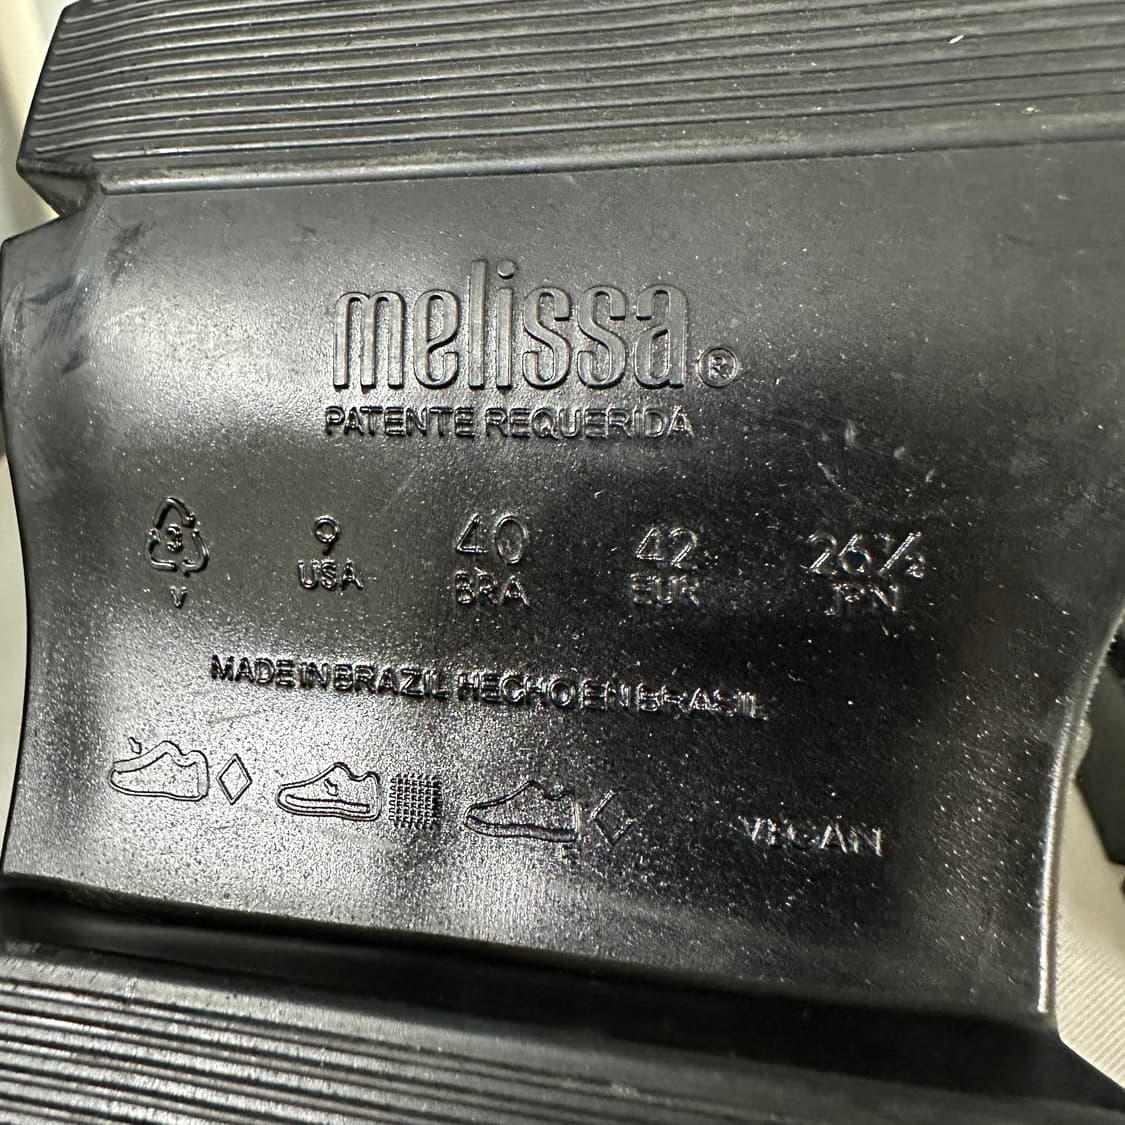 melissa®
PATENTE REQUERIDA
3 9 40 42 26½
V USA BRA EUR JPN
MADE IN BRAZIL HECHO EN BRASIL
VEGAN